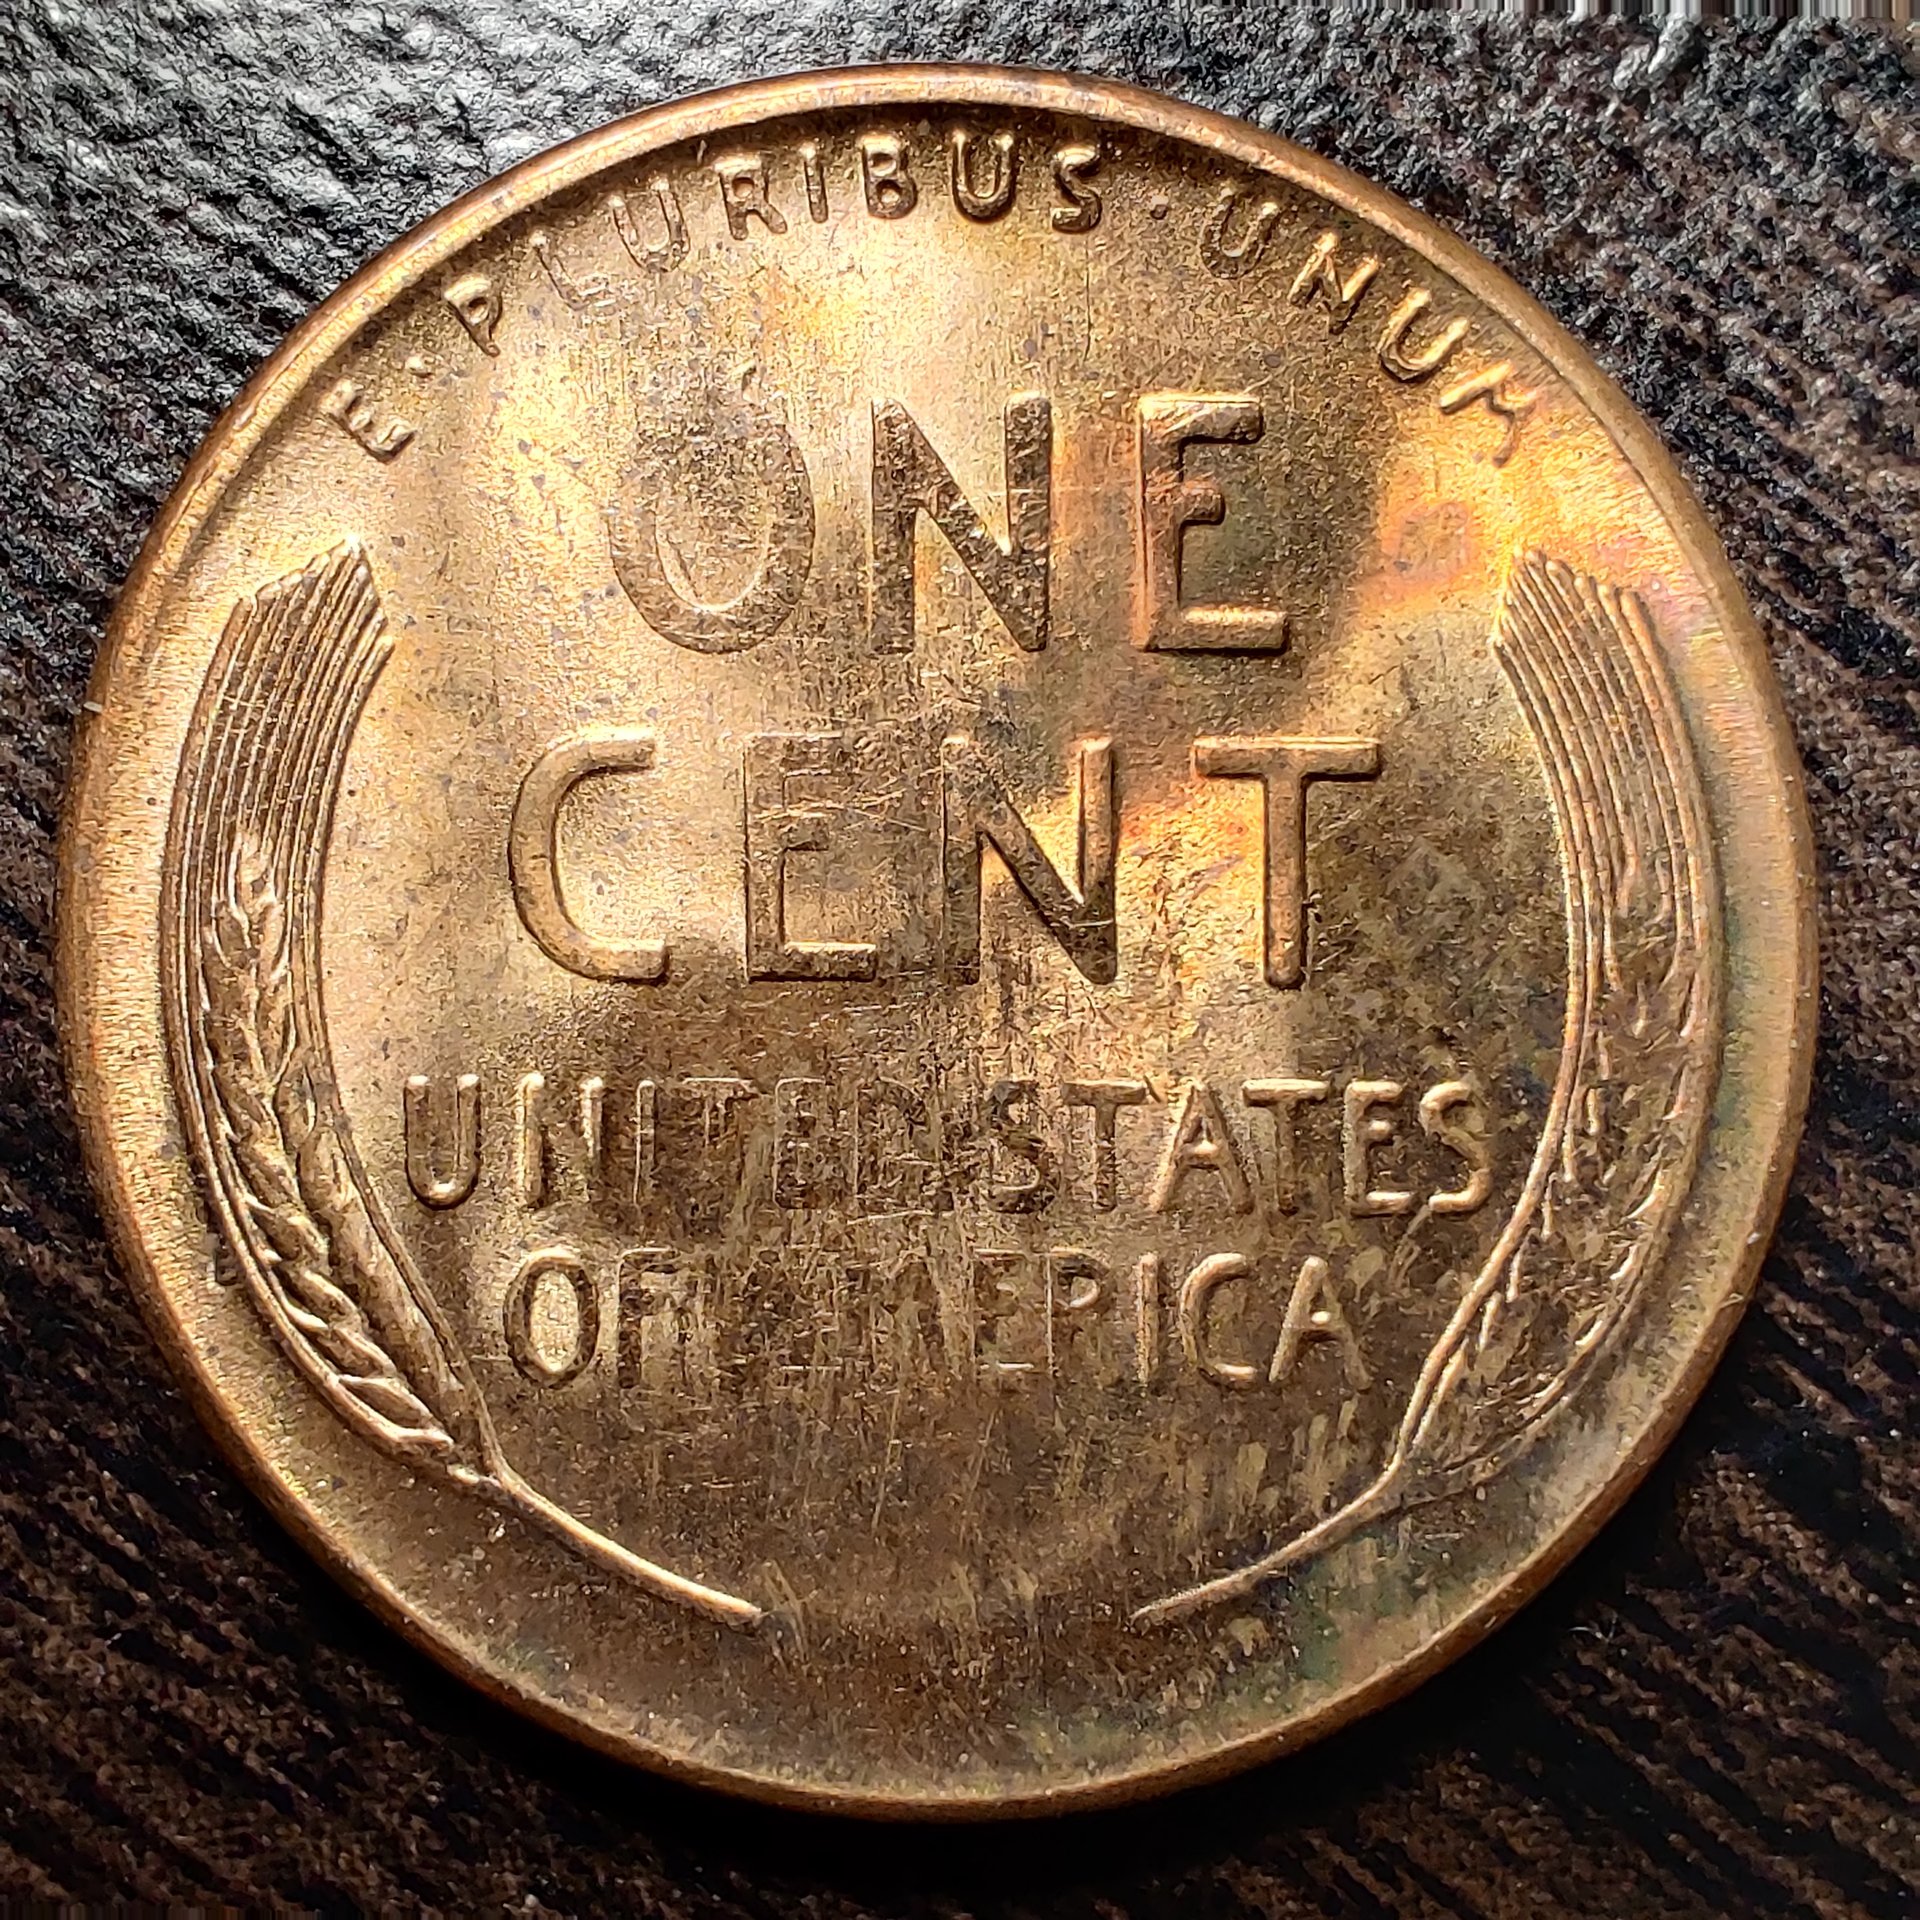 E·PLURIBUS·UNUM
ONE
CENT
UNITED STATES
OF AMERICA